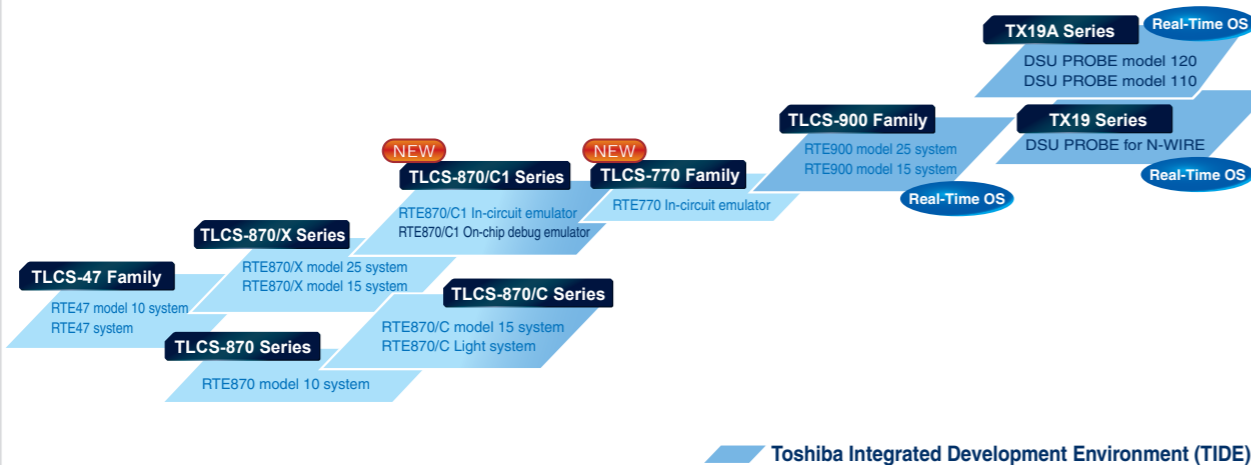 TX19A Series
Real-Time OS
DSU PROBE model 120
DSU PROBE model 110
TX19 Series
DSU PROBE for N-WIRE
Real-Time OS
TLCS-900 Family
RTE900 model 25 system
RTE900 model 15 system
Real-Time OS
NEW
TLCS-770 Family
RTE770 In-circuit emulator
NEW
TLCS-870/C1 Series
RTE870/C1 In-circuit emulator
RTE870/C1 On-chip debug emulator
TLCS-870/X Series
RTE870/X model 25 system
RTE870/X model 15 system
TLCS-47 Family
RTE47 model 10 system
RTE47 system
TLCS-870/C Series
RTE870/C model 15 system
RTE870/C Light system
TLCS-870 Series
RTE870 model 10 system
Toshiba Integrated Development Environment (TIDE)